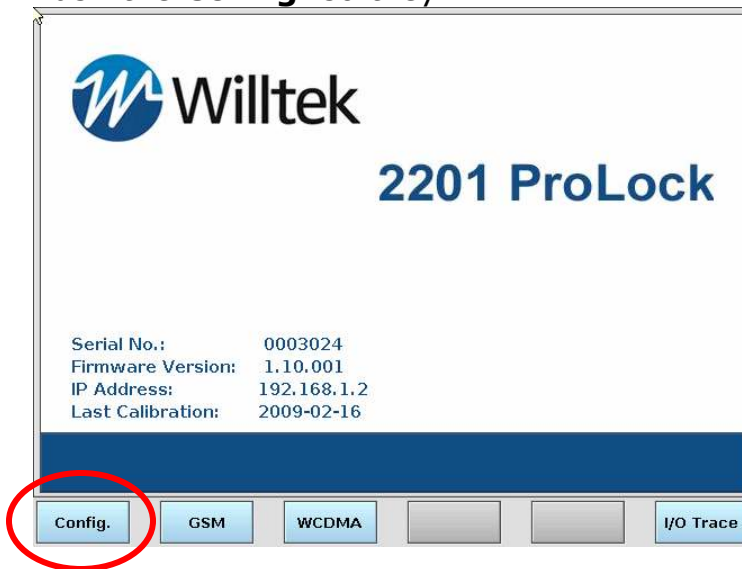 Willtek
2201 ProLock
Serial No.: 0003024
Firmware Version: 1.10.001
IP Address: 192.168.1.2
Last Calibration: 2009-02-16
Config. GSM WCDMA I/O Trace